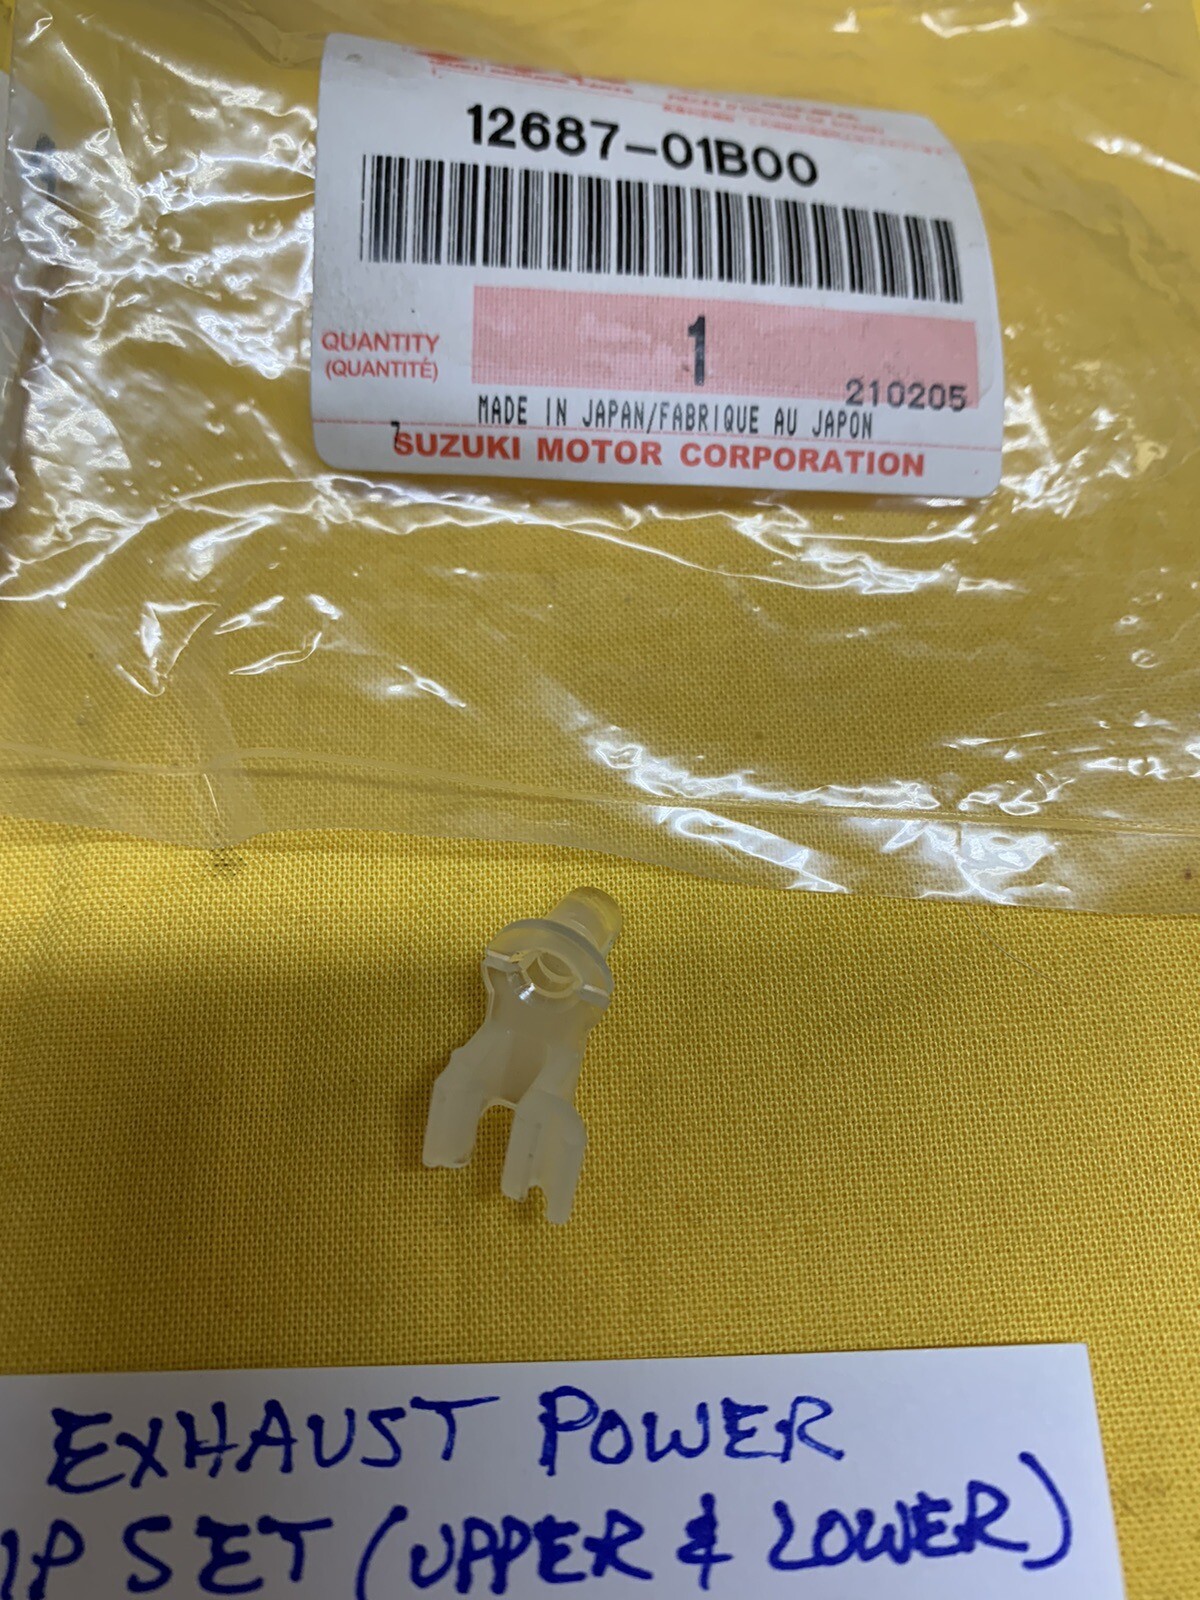 12687-01B00
QUANTITY
(QUANTITÉ)
1
210205
MADE IN JAPAN/FABRIQUE AU JAPON
7
SUZUKI MOTOR CORPORATION
EXHAUST POWER
SET (UPPER & LOWER)